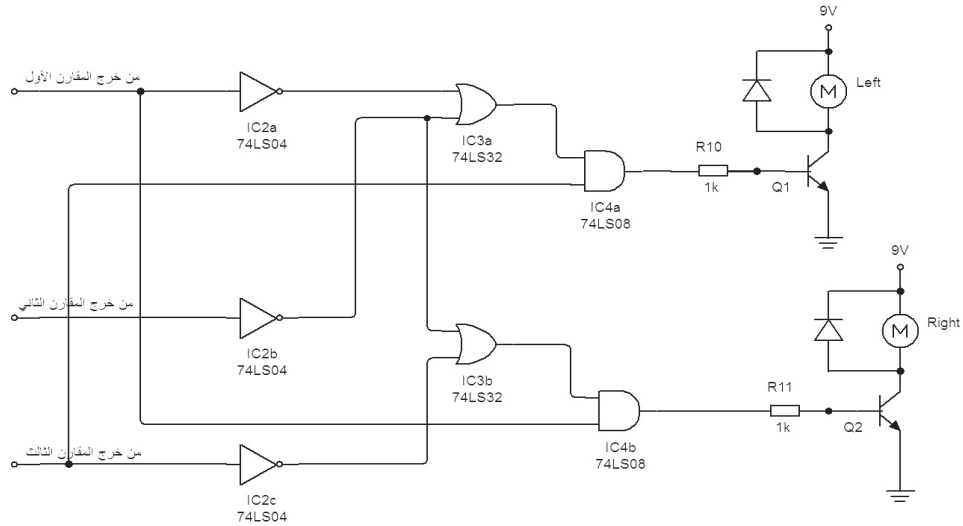 9V
من خرج المقارن الأول
Left
M
IC2a
74LS04
IC3a
74LS32
R10
1k
Q1
IC4a
74LS08
9V
من خرج المقارن الثاني
Right
M
IC2b
74LS04
IC3b
74LS32
R11
1k
Q2
من خرج المقارن الثالث
IC4b
74LS08
IC2c
74LS04